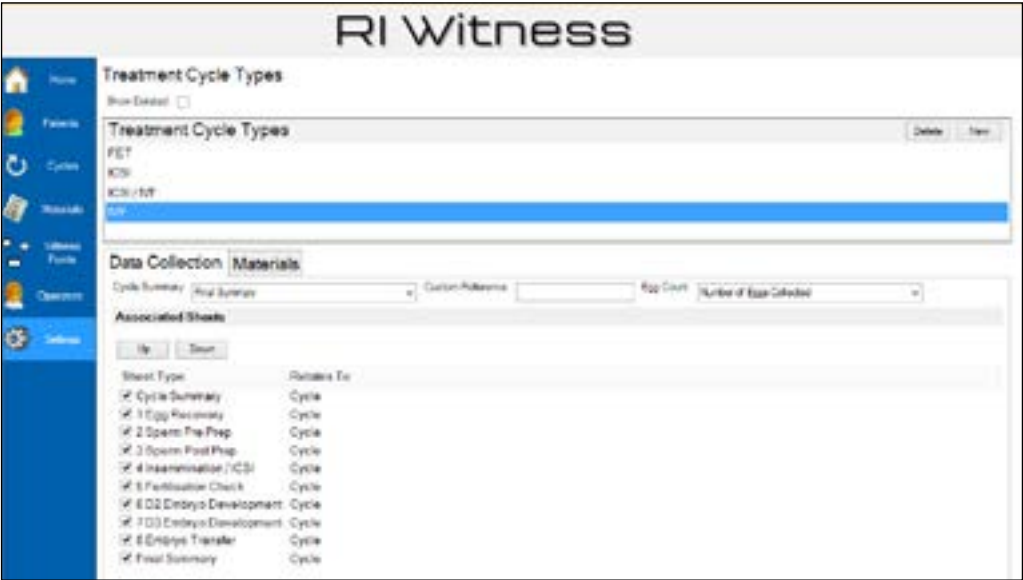 RI Witness
Home
Patients
Cycles
Materials
Witness
Points
Operators
Settings
Treatment Cycle Types
Show Deleted
Treatment Cycle Types
Delete New
FET
ICSI
ICSI / IVF
IVF
Data Collection Materials
Cycle Summary Final Summary Custom Reference Egg Count Number of Eggs Collected
Associated Sheets
Up Down
Sheet Type Relates To
Cycle Summary Cycle
1 Egg Recovery Cycle
2 Sperm Pre Prep Cycle
3 Sperm Post Prep Cycle
4 Insemmination / ICSI Cycle
5 Fertilisation Check Cycle
6 D2 Embryo Development Cycle
7 D3 Embryo Development Cycle
8 Embryo Transfer Cycle
Final Summary Cycle